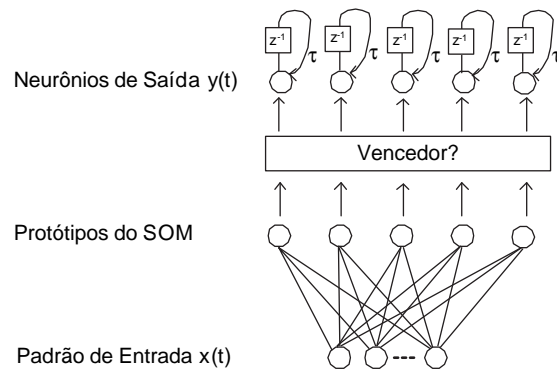 z⁻¹ z⁻¹ z⁻¹ z⁻¹ z⁻¹
τ τ τ τ τ
Neurônios de Saída y(t)
Vencedor?
Protótipos do SOM
Padrão de Entrada x(t)